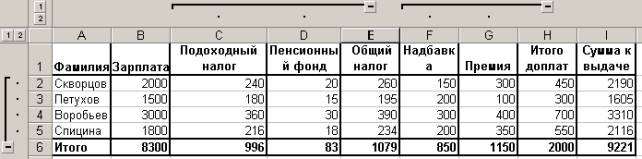 1
2
1 2 A B C D E F G H I
1 Фамилия Зарплата Подоходный налог Пенсионны й фонд Общий налог Надбавк а Премия Итого доплат Сумма к выдаче
2 Скворцов 2000 240 20 260 150 300 450 2190
3 Петухов 1500 180 15 195 200 100 300 1605
4 Воробьев 3000 360 30 390 300 400 700 3310
5 Спицина 1800 216 18 234 200 350 550 2116
6 Итого 8300 996 83 1079 850 1150 2000 9221